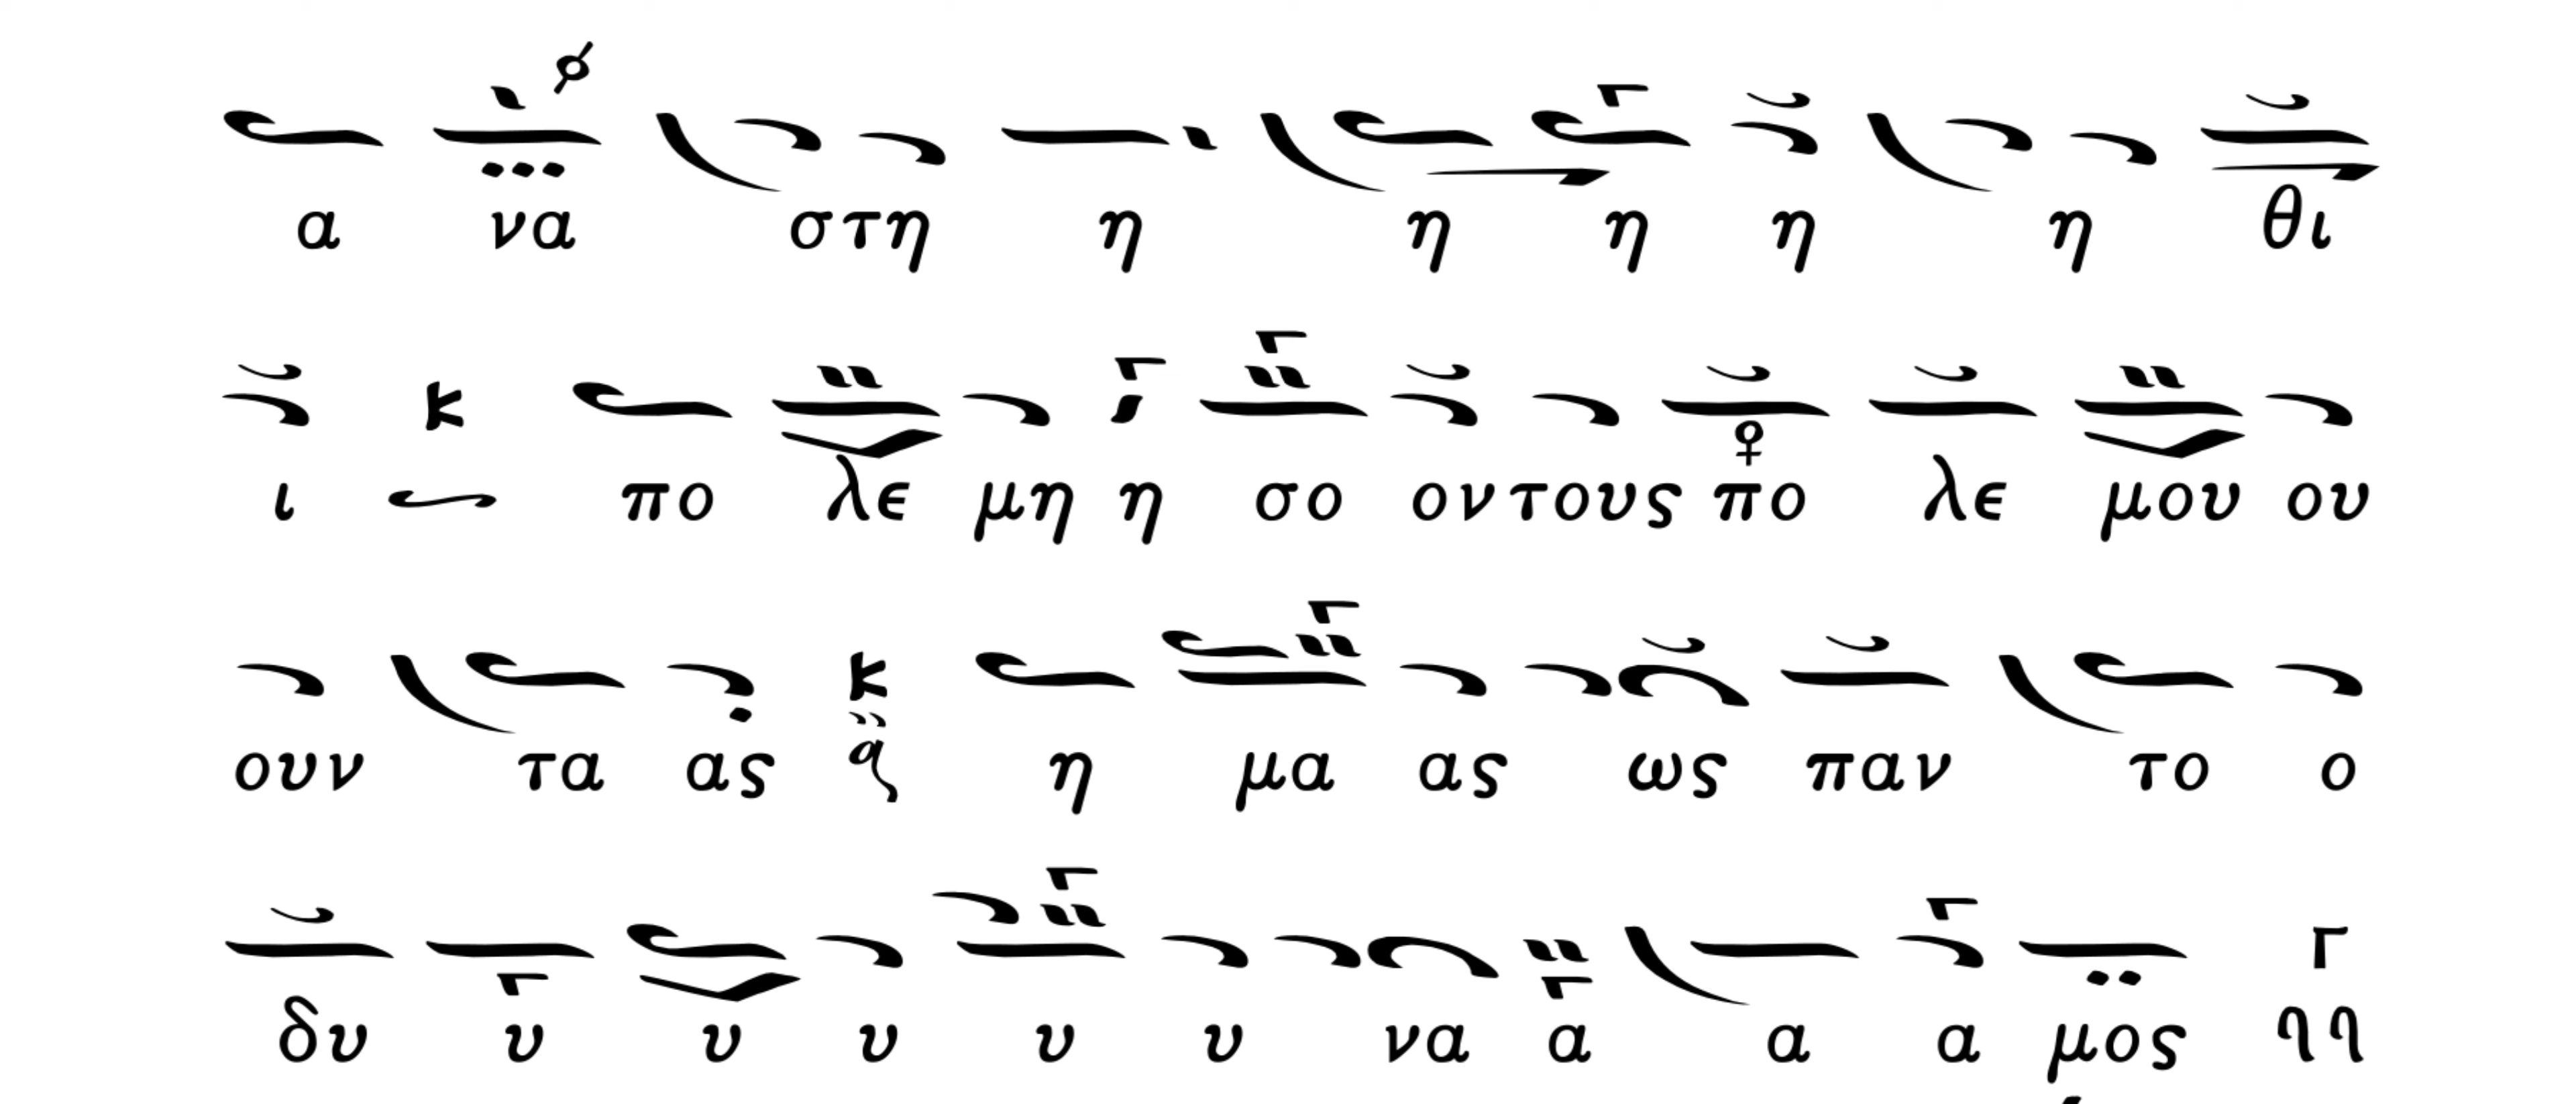 α να στη η η η η η θι
ι πο λε μη η σο ον τους πο λε μου ου
ουν τα ας η μα ας ως παν το ο
δυ υ υ υ υ υ να α α α μος